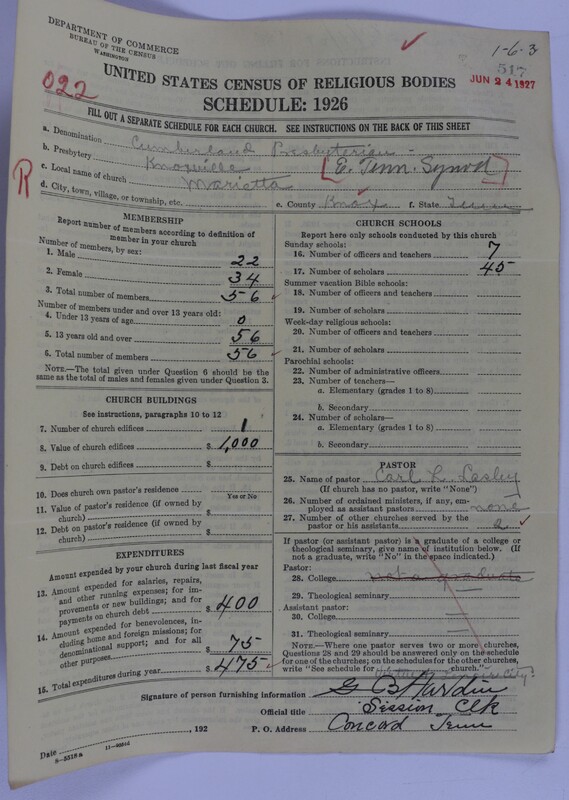 DEPARTMENT OF COMMERCE
BUREAU OF THE CENSUS
WASHINGTON
1-6-3
517
JUN 24 1927
022
UNITED STATES CENSUS OF RELIGIOUS BODIES
SCHEDULE: 1926
FILL OUT A SEPARATE SCHEDULE FOR EACH CHURCH. SEE INSTRUCTIONS ON THE BACK OF THIS SHEET
a. Denomination Cumberland Presbyterian
b. Presbytery Knoxville [E. Tenn. Synod]
R
c. Local name of church Marietta
d. City, town, village, or township, etc.
e. County Knox f. State Tenn
MEMBERSHIP
Report number of members according to definition of member in your church
Number of members, by sex:
1. Male 22
2. Female 34
3. Total number of members 56
Number of members under and over 13 years old:
4. Under 13 years of age 0
5. 13 years old and over 56
6. Total number of members 56
NOTE.—The total given under Question 6 should be the same as the total of males and females given under Question 3.
CHURCH BUILDINGS
See instructions, paragraphs 10 to 12
7. Number of church edifices 1
8. Value of church edifices $ 1,000
9. Debt on church edifices $
10. Does church own pastor's residence
Yes or No
11. Value of pastor's residence (if owned by church) $
12. Debt on pastor's residence (if owned by church) $
EXPENDITURES
Amount expended by your church during last fiscal year
13. Amount expended for salaries, repairs, and other running expenses; for improvements or new buildings; and for payments on church debt $ 400
14. Amount expended for benevolences, including home and foreign missions; for denominational support; and for all other purposes $ 75
15. Total expenditures during year $ 475
CHURCH SCHOOLS
Report here only schools conducted by this church
Sunday schools:
16. Number of officers and teachers 7
17. Number of scholars 45
Summer vacation Bible schools:
18. Number of officers and teachers
19. Number of scholars
Week-day religious schools:
20. Number of officers and teachers
21. Number of scholars
Parochial schools:
22. Number of administrative officers
23. Number of teachers—
a. Elementary (grades 1 to 8)
b. Secondary
24. Number of scholars—
a. Elementary (grades 1 to 8)
b. Secondary
PASTOR
25. Name of pastor Carl L. Lasley
(If church has no pastor, write "None")
26. Number of ordained ministers, if any, employed as assistant pastors none
27. Number of other churches served by the pastor or his assistants 2
If pastor (or assistant pastor) is a graduate of a college or theological seminary, give name of institution below. (If not a graduate, write "No" in the space indicated.)
Pastor:
28. College not a graduate
29. Theological seminary —
Assistant pastor:
30. College —
31. Theological seminary —
NOTE.—Where one pastor serves two or more churches, Questions 28 and 29 should be answered only on the schedule for one of the churches; on the schedules for the other churches, write "See schedule for church."
Signature of person furnishing information G B Hardin
Official title Session Clk
Date , 192 P. O. Address Concord Tenn
8-5518a